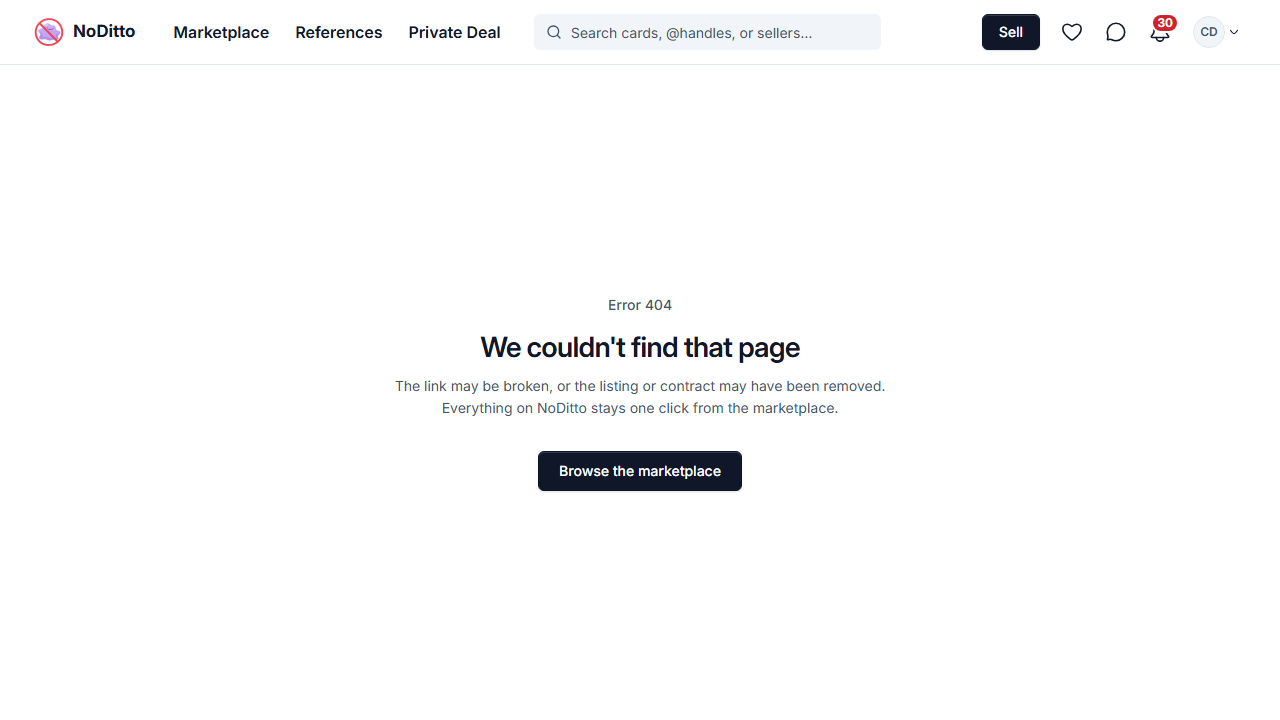 NoDitto
Marketplace
References
Private Deal
Search cards, @handles, or sellers...
Sell
30
CD
Error 404
We couldn't find that page
The link may be broken, or the listing or contract may have been removed.
Everything on NoDitto stays one click from the marketplace.
Browse the marketplace